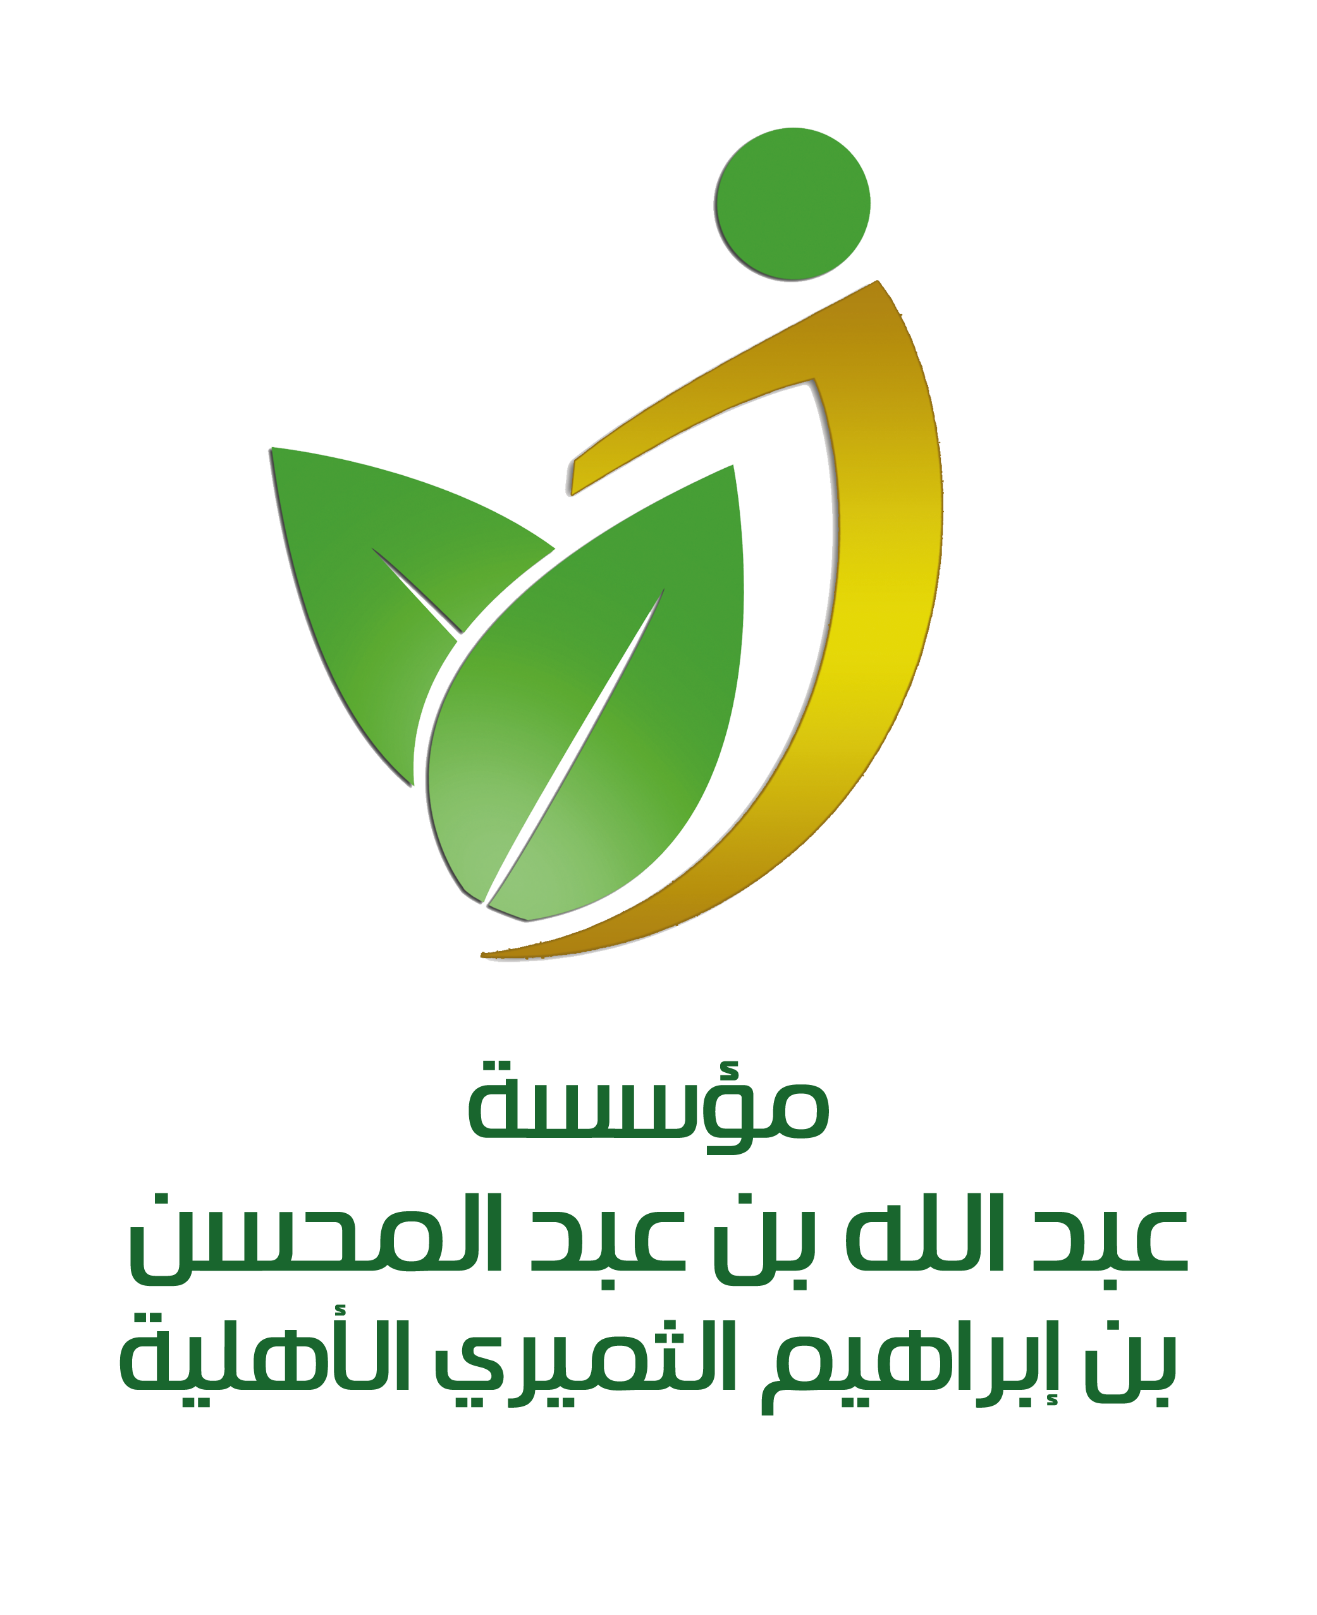 مؤسسة
عبد الله بن عبد المحسن
بن إبراهيم الثميري الأهلية